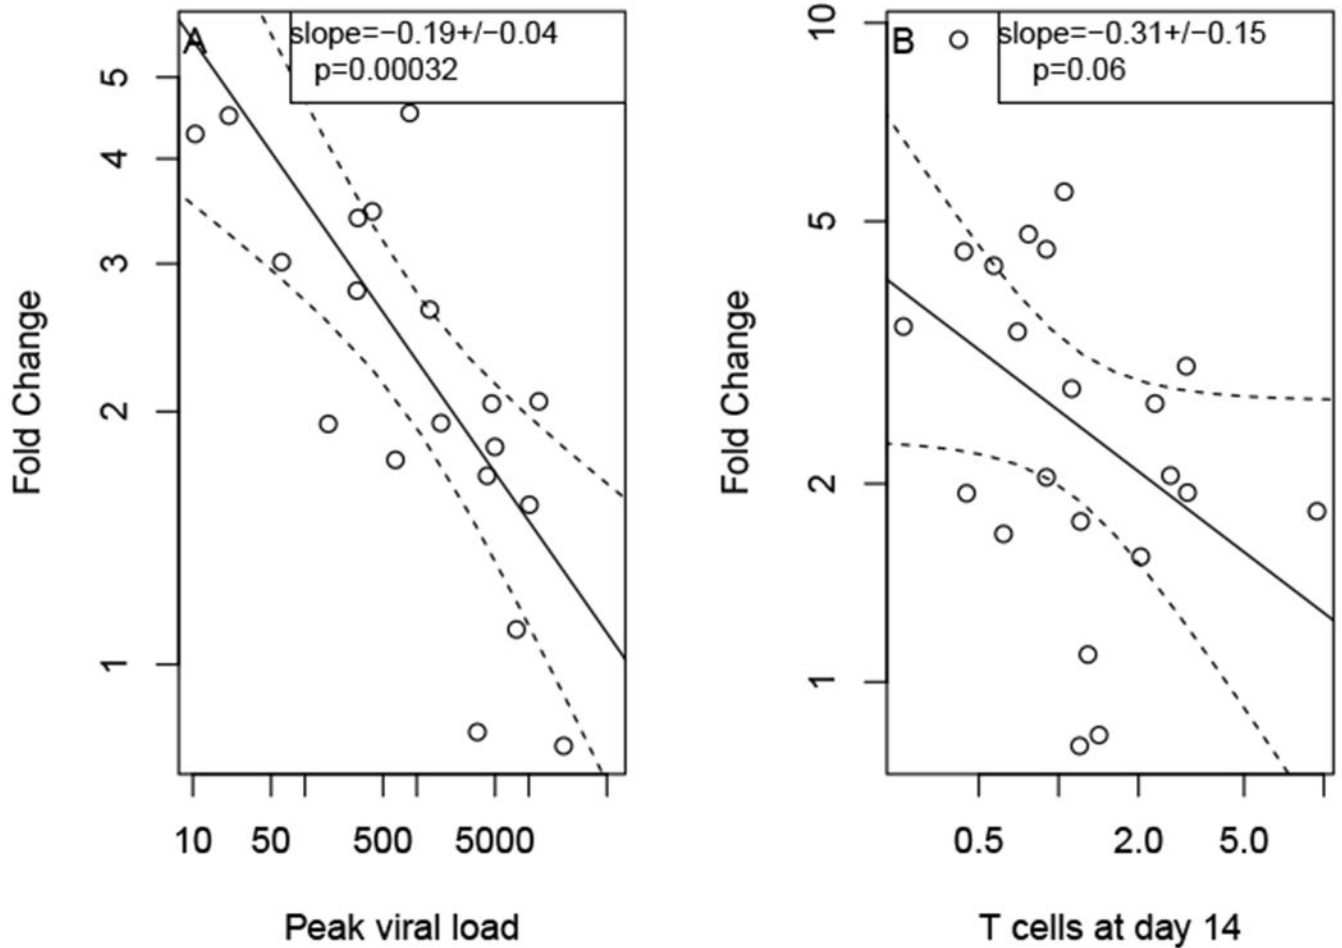 A
slope=−0.19+/−0.04
p=0.00032
Fold Change
5
4
3
2
1
10 50 500 5000
Peak viral load
B
slope=−0.31+/−0.15
p=0.06
Fold Change
10
5
2
1
0.5 2.0 5.0
T cells at day 14